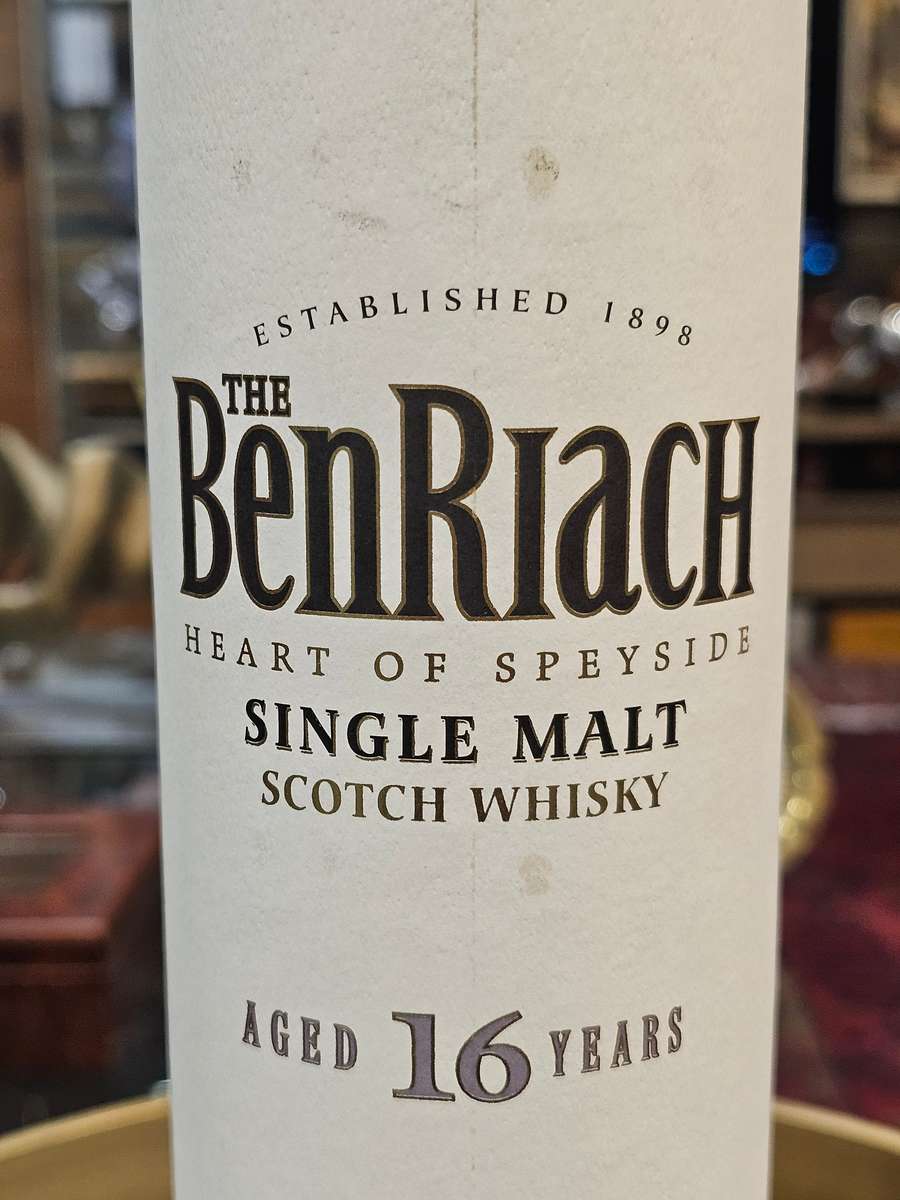 ESTABLISHED 1898
THE
BenRiach
HEART OF SPEYSIDE
SINGLE MALT
SCOTCH WHISKY
AGED 16 YEARS